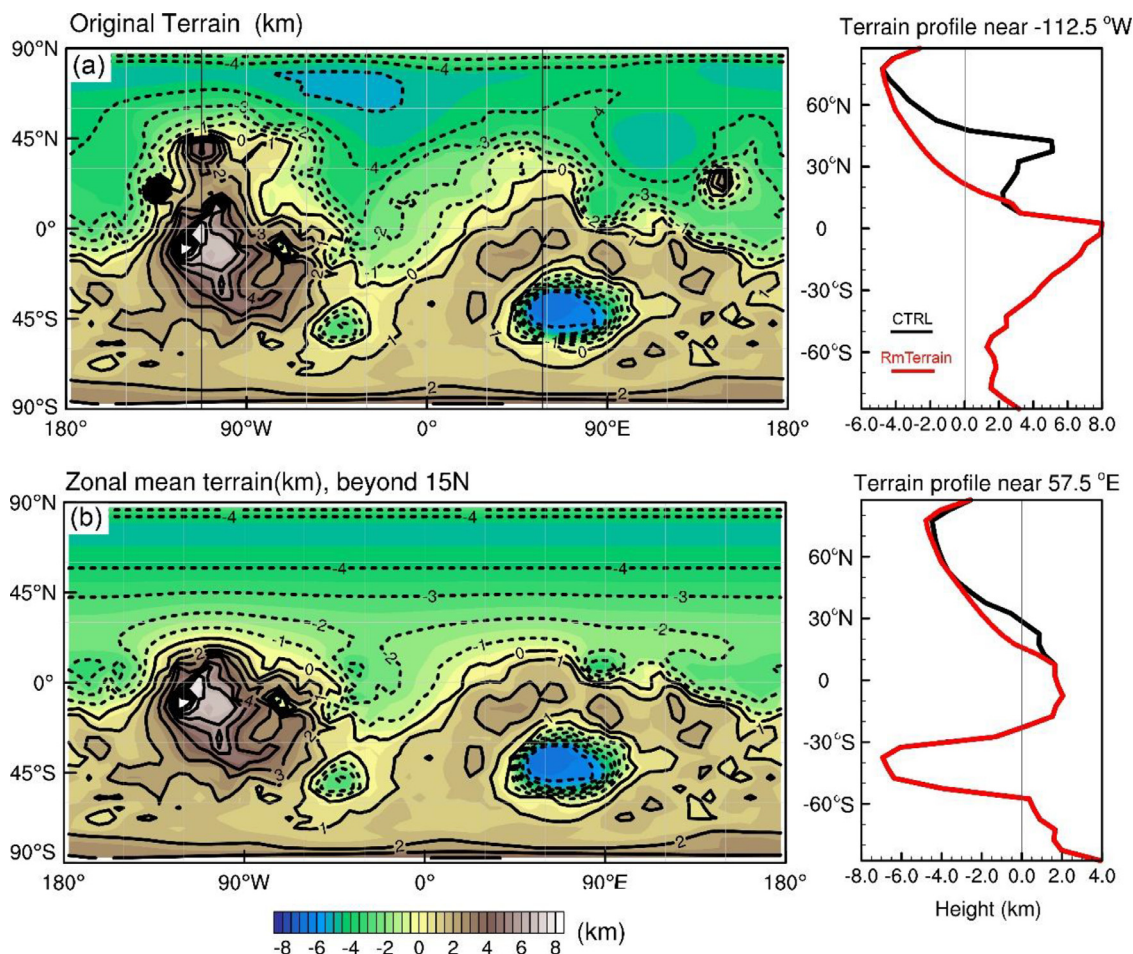 Original Terrain (km)
Terrain profile near -112.5 °W
(a)
90°N
45°N
0°
45°S
90°S
180°
90°W
0°
90°E
180°
60°N
30°N
0
-30°S
-60°S
CTRL
RmTerrain
-6.0 -4.0 -2.0 0.0 2.0 4.0 6.0 8.0
Zonal mean terrain(km), beyond 15N
Terrain profile near 57.5 °E
(b)
90°N
45°N
0°
45°S
90°S
180°
90°W
0°
90°E
180°
60°N
30°N
0
-30°S
-60°S
-8.0 -6.0 -4.0 -2.0 0.0 2.0 4.0
Height (km)
-8 -6 -4 -2 0 2 4 6 8
(km)